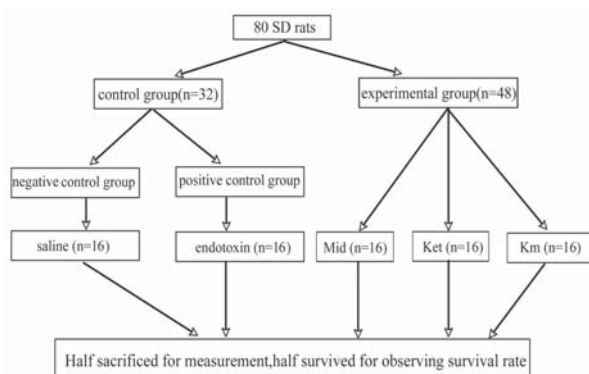 80 SD rats
control group(n=32)
experimental group(n=48)
negative control group
positive control group
saline (n=16)
endotoxin (n=16)
Mid (n=16)
Ket (n=16)
Km (n=16)
Half sacrificed for measurement,half survived for observing survival rate